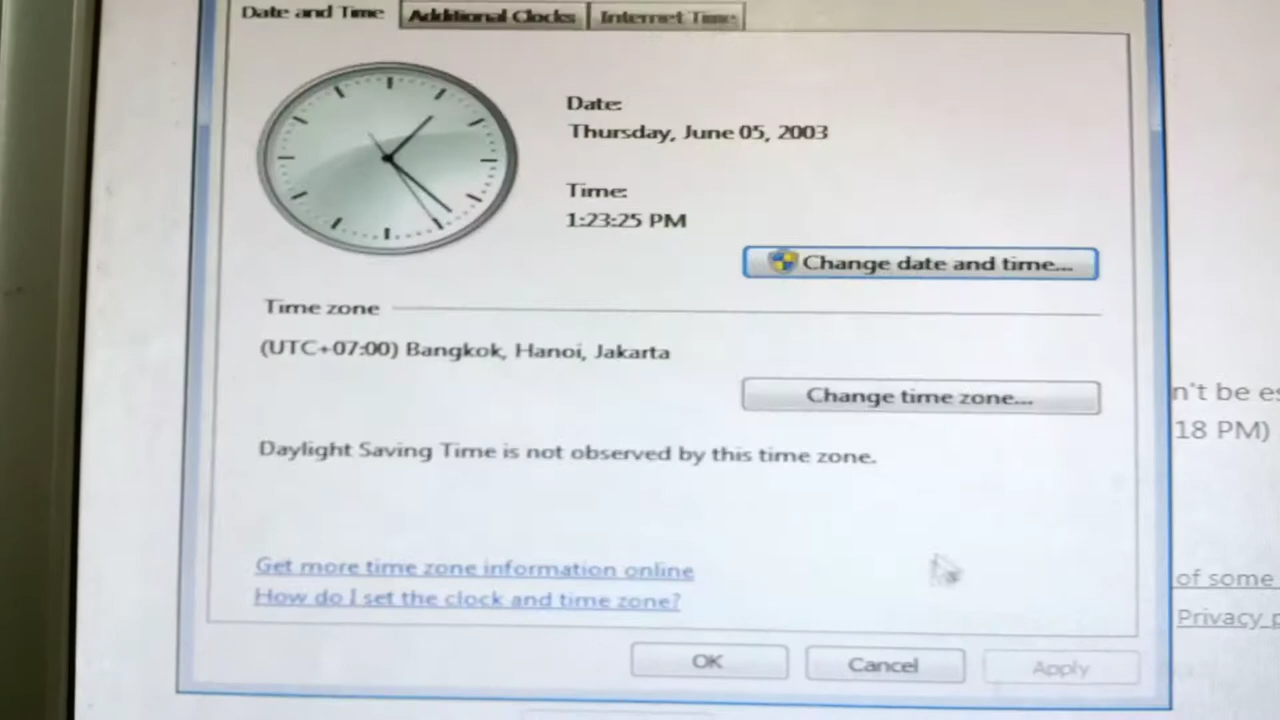 Date and Time
Additional Clocks
Internet Time
Date:
Thursday, June 05, 2003
Time:
1:23:25 PM
Change date and time...
Time zone
(UTC+07:00) Bangkok, Hanoi, Jakarta
Change time zone...
n't be es
18 PM)
Daylight Saving Time is not observed by this time zone.
Get more time zone information online
of some
How do I set the clock and time zone?
Privacy p
OK
Cancel
Apply